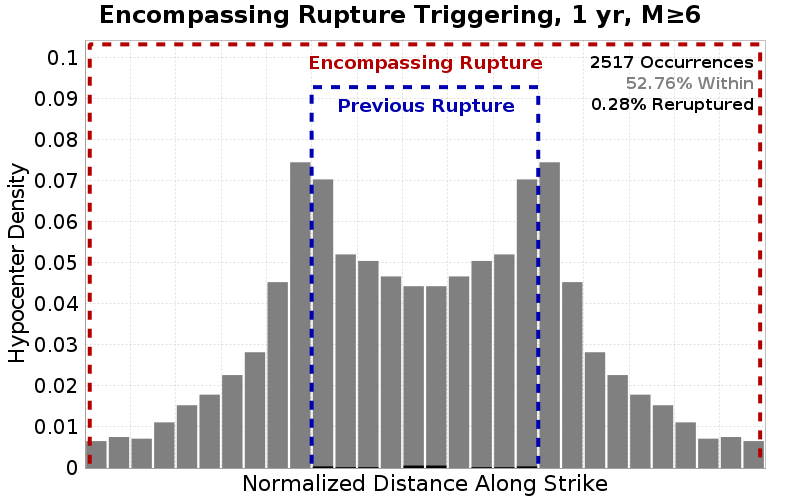 Encompassing Rupture Triggering, 1 yr, M≥6
Encompassing Rupture
2517 Occurrences
52.76% Within
Previous Rupture
0.28% Reruptured
Hypocenter Density
0.1
0.09
0.08
0.07
0.06
0.05
0.04
0.03
0.02
0.01
0
Normalized Distance Along Strike